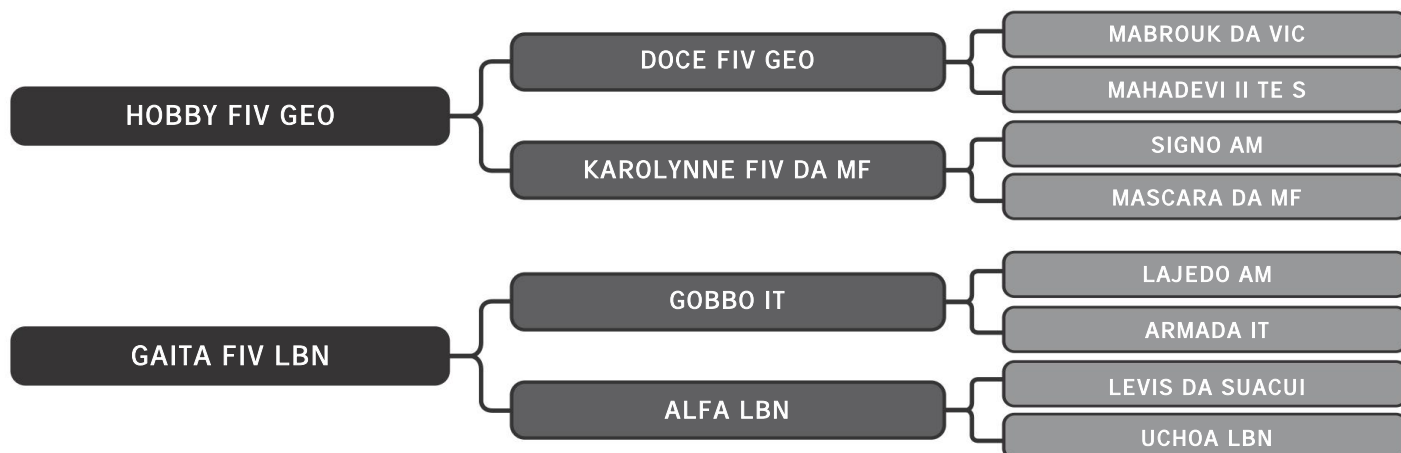 HOBBY FIV GEO
DOCE FIV GEO
MABROUK DA VIC
MAHADEVI II TE S
KAROLYNNE FIV DA MF
SIGNO AM
MASCARA DA MF
GAITA FIV LBN
GOBBO IT
LAJEDO AM
ARMADA IT
ALFA LBN
LEVIS DA SUACUI
UCHOA LBN